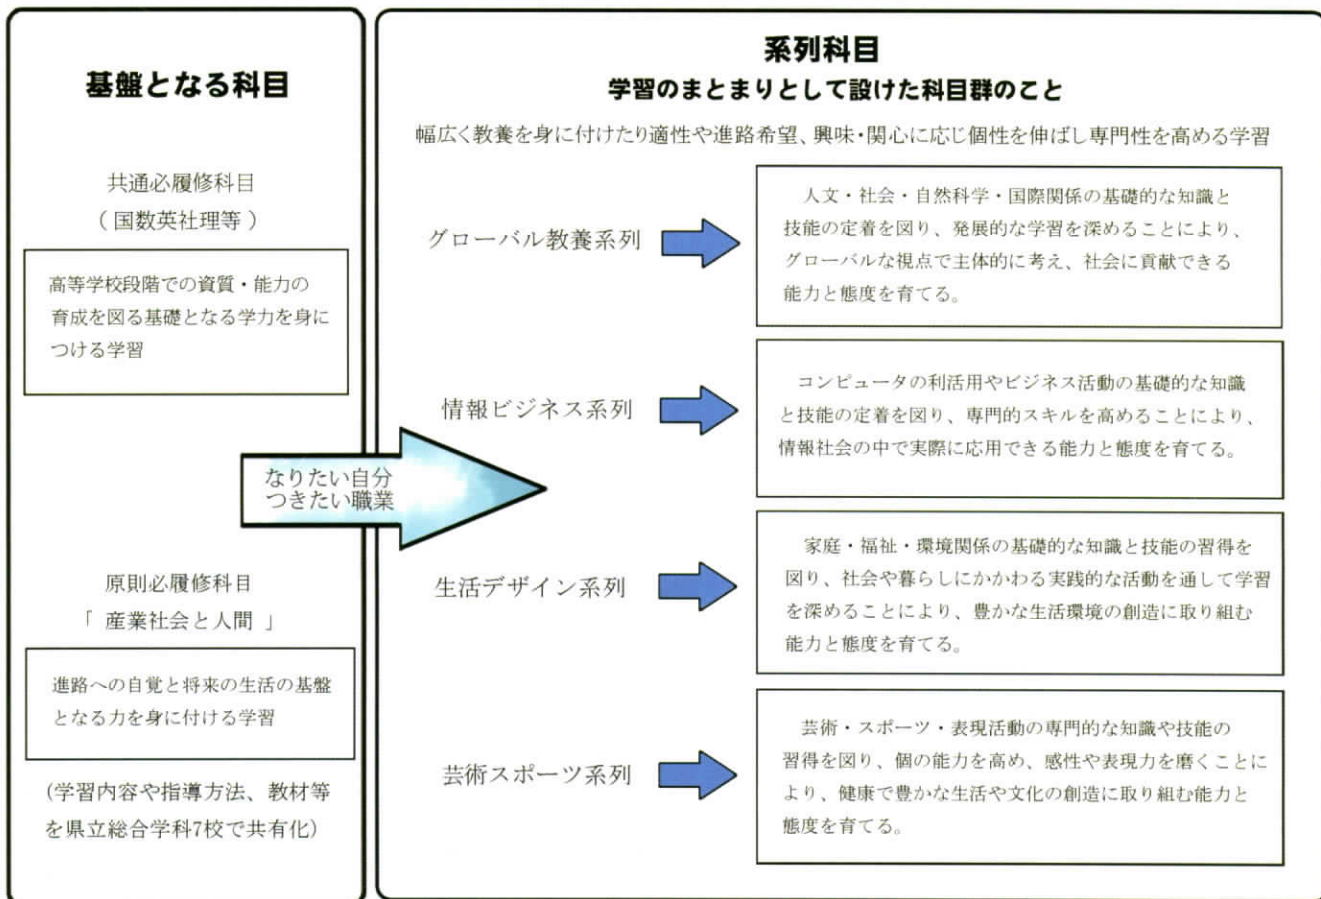 基盤となる科目
共通必履修科目
（ 国数英社理等 ）
高等学校段階での資質・能力の
育成を図る基礎となる学力を身に
つける学習
原則必履修科目
「 産業社会と人間 」
進路への自覚と将来の生活の基盤
となる力を身に付ける学習
(学習内容や指導方法、教材等
を県立総合学科7校で共有化)
なりたい自分
つきたい職業
系列科目
学習のまとまりとして設けた科目群のこと
幅広く教養を身に付けたり適性や進路希望、興味・関心に応じ個性を伸ばし専門性を高める学習
グローバル教養系列
人文・社会・自然科学・国際関係の基礎的な知識と
技能の定着を図り、発展的な学習を深めることにより、
グローバルな視点で主体的に考え、社会に貢献できる
能力と態度を育てる。
情報ビジネス系列
コンピュータの利活用やビジネス活動の基礎的な知識
と技能の定着を図り、専門的スキルを高めることにより、
情報社会の中で実際に応用できる能力と態度を育てる。
生活デザイン系列
家庭・福祉・環境関係の基礎的な知識と技能の習得を
図り、社会や暮らしにかかわる実践的な活動を通して学習
を深めることにより、豊かな生活環境の創造に取り組む
能力と態度を育てる。
芸術スポーツ系列
芸術・スポーツ・表現活動の専門的な知識や技能の
習得を図り、個の能力を高め、感性や表現力を磨くことに
より、健康で豊かな生活や文化の創造に取り組む能力と
態度を育てる。